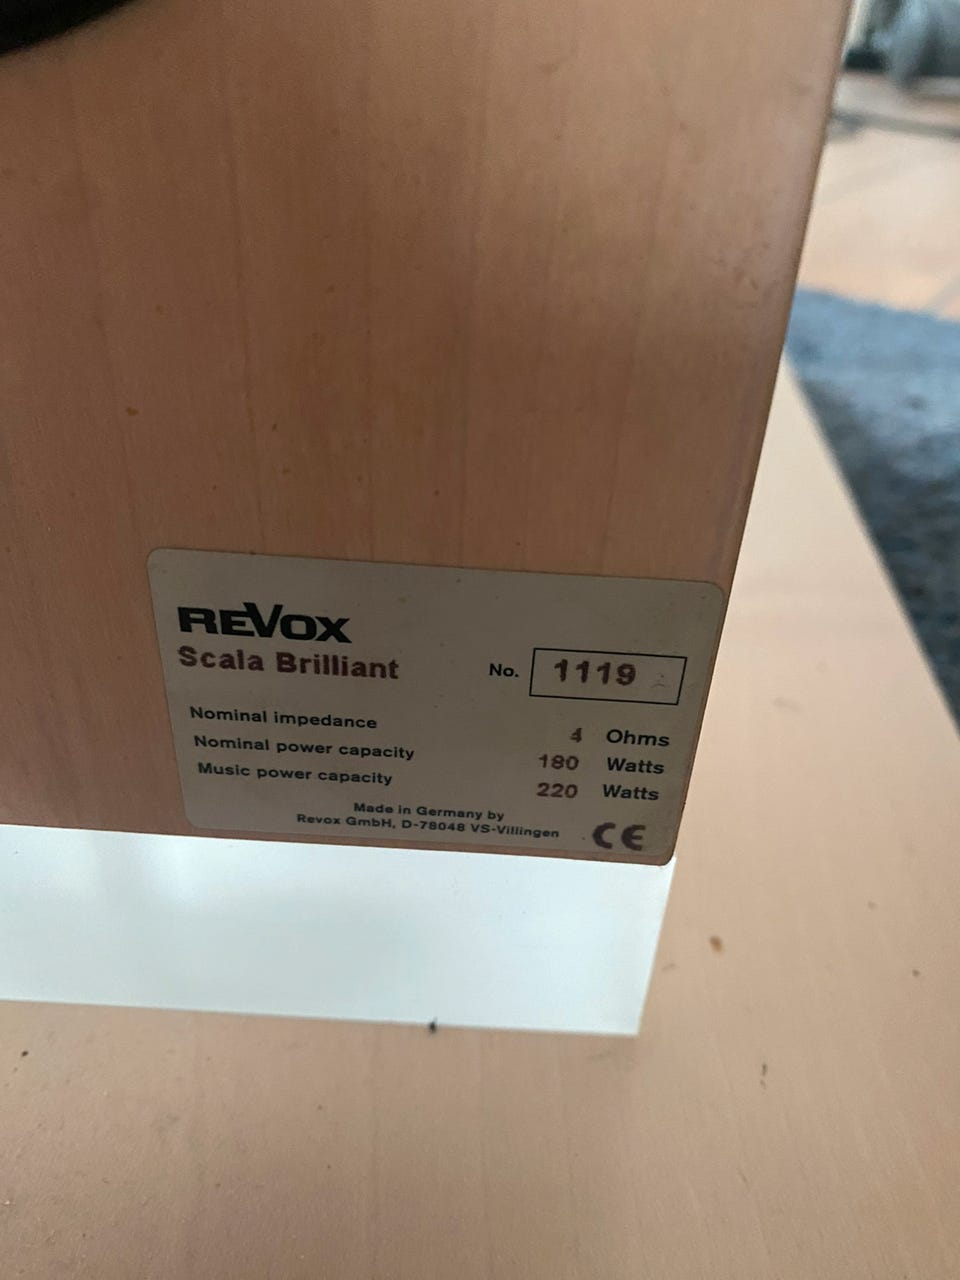 REVOX
Scala Brilliant
No. 1119
Nominal impedance 4 Ohms
Nominal power capacity 180 Watts
Music power capacity 220 Watts
Made in Germany by
Revox GmbH, D-78048 VS-Villingen
CE